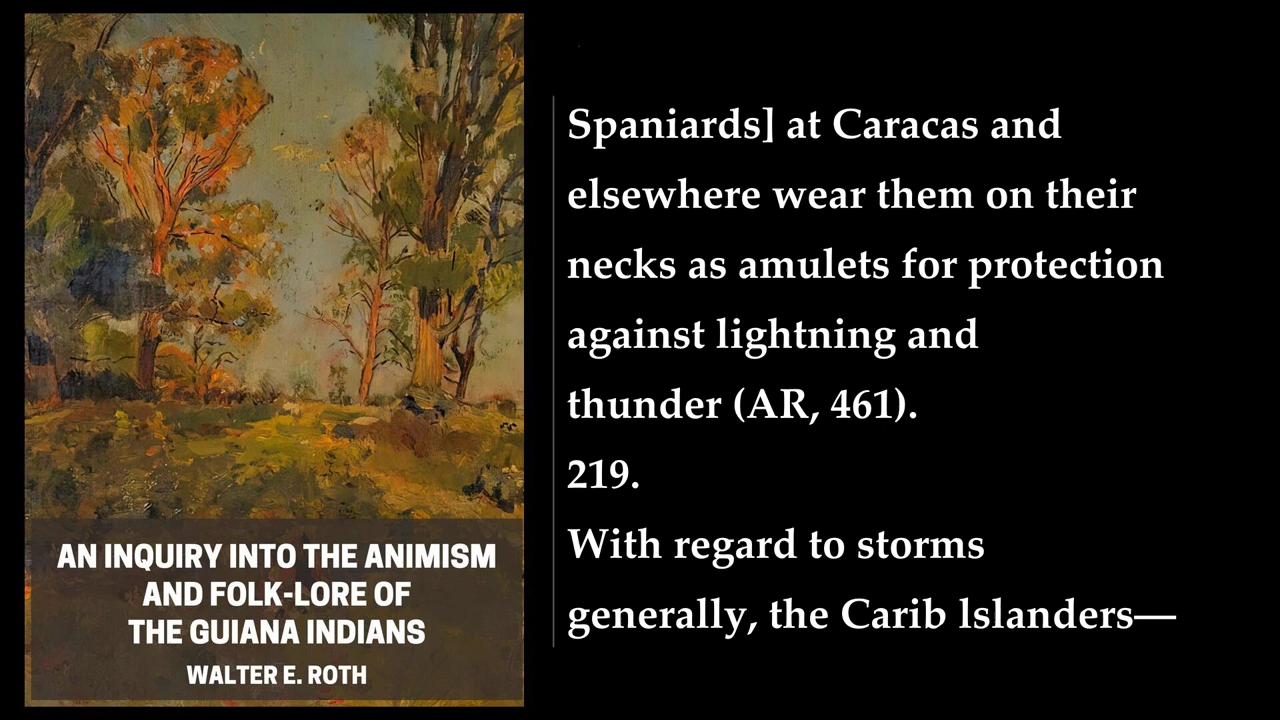 Spaniards] at Caracas and
elsewhere wear them on their
necks as amulets for protection
against lightning and
thunder (AR, 461).
219.
With regard to storms
generally, the Carib lslanders—
AN INQUIRY INTO THE ANIMISM
AND FOLK-LORE OF
THE GUIANA INDIANS
WALTER E. ROTH